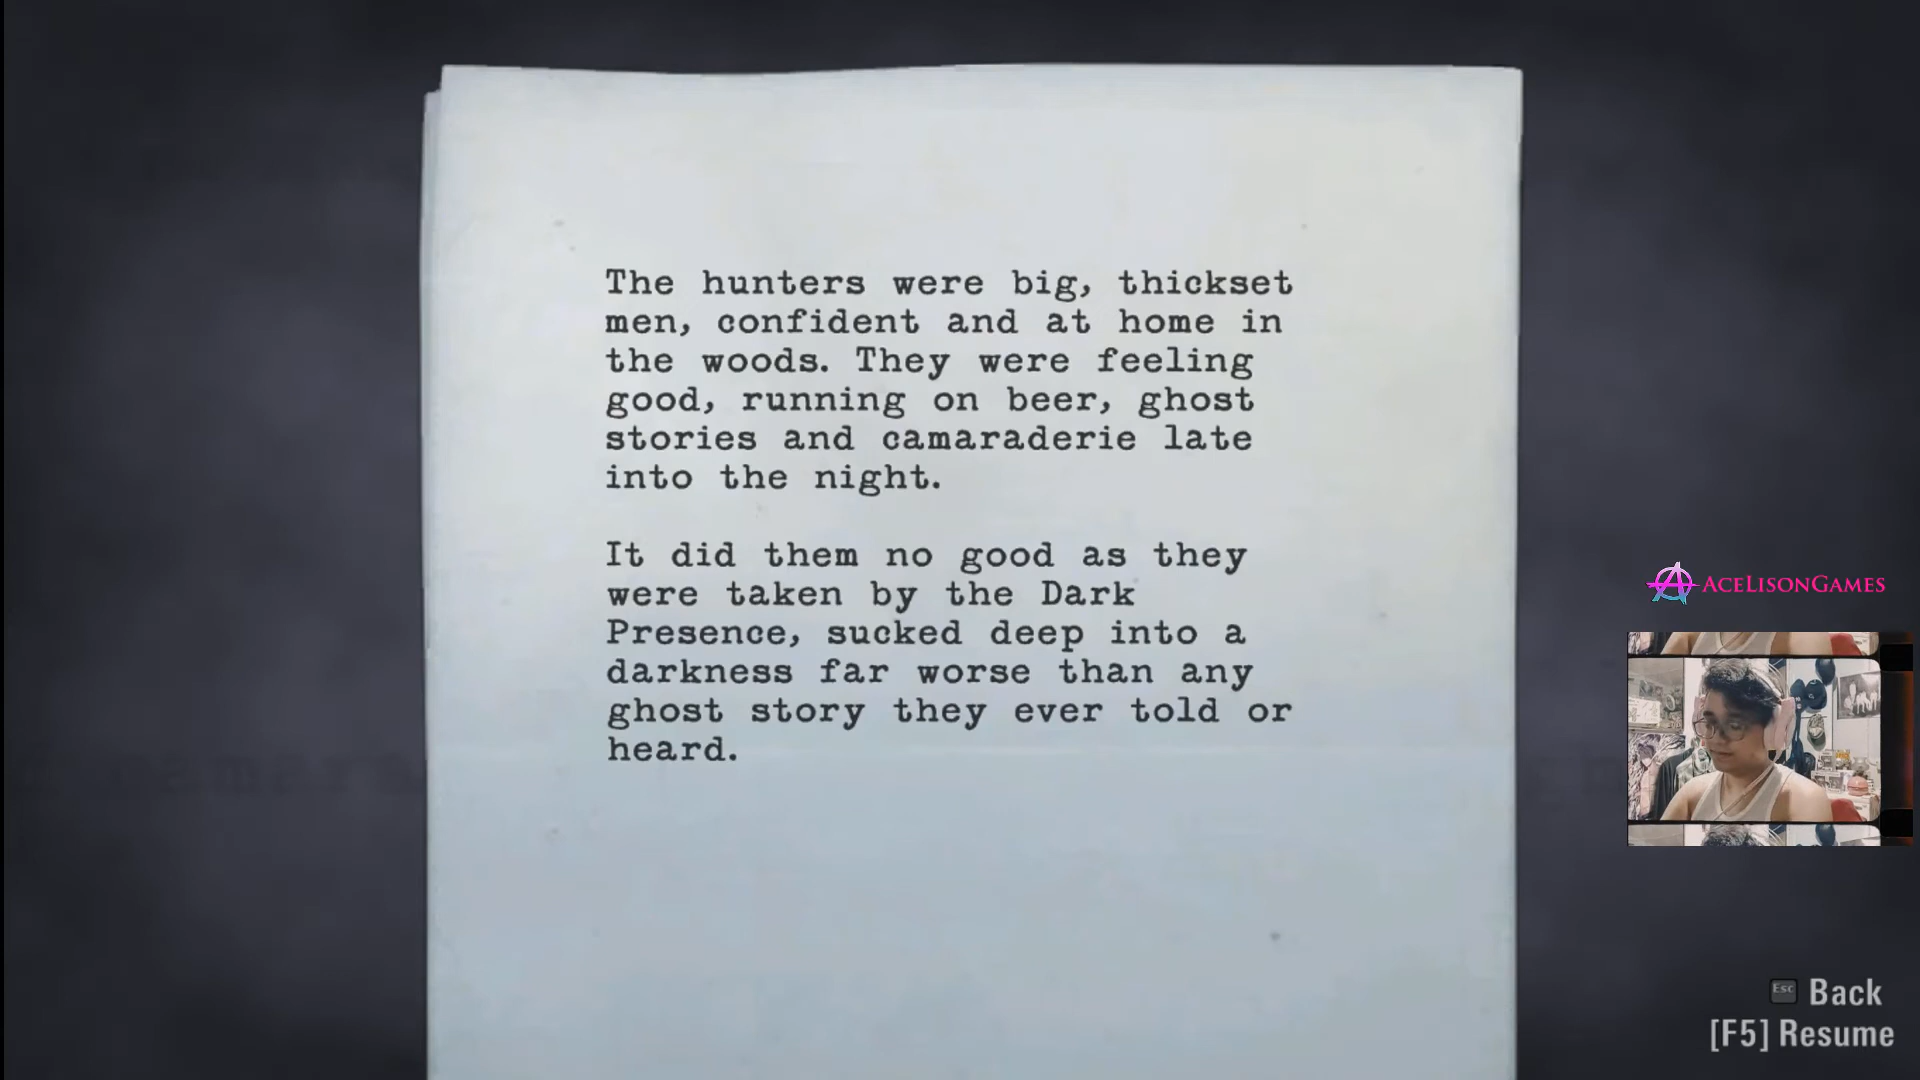 The hunters were big, thickset
men, confident and at home in
the woods. They were feeling
good, running on beer, ghost
stories and camaraderie late
into the night.
It did them no good as they
were taken by the Dark
Presence, sucked deep into a
darkness far worse than any
ghost story they ever told or
heard.
AceLisonGames
Esc Back
[F5] Resume